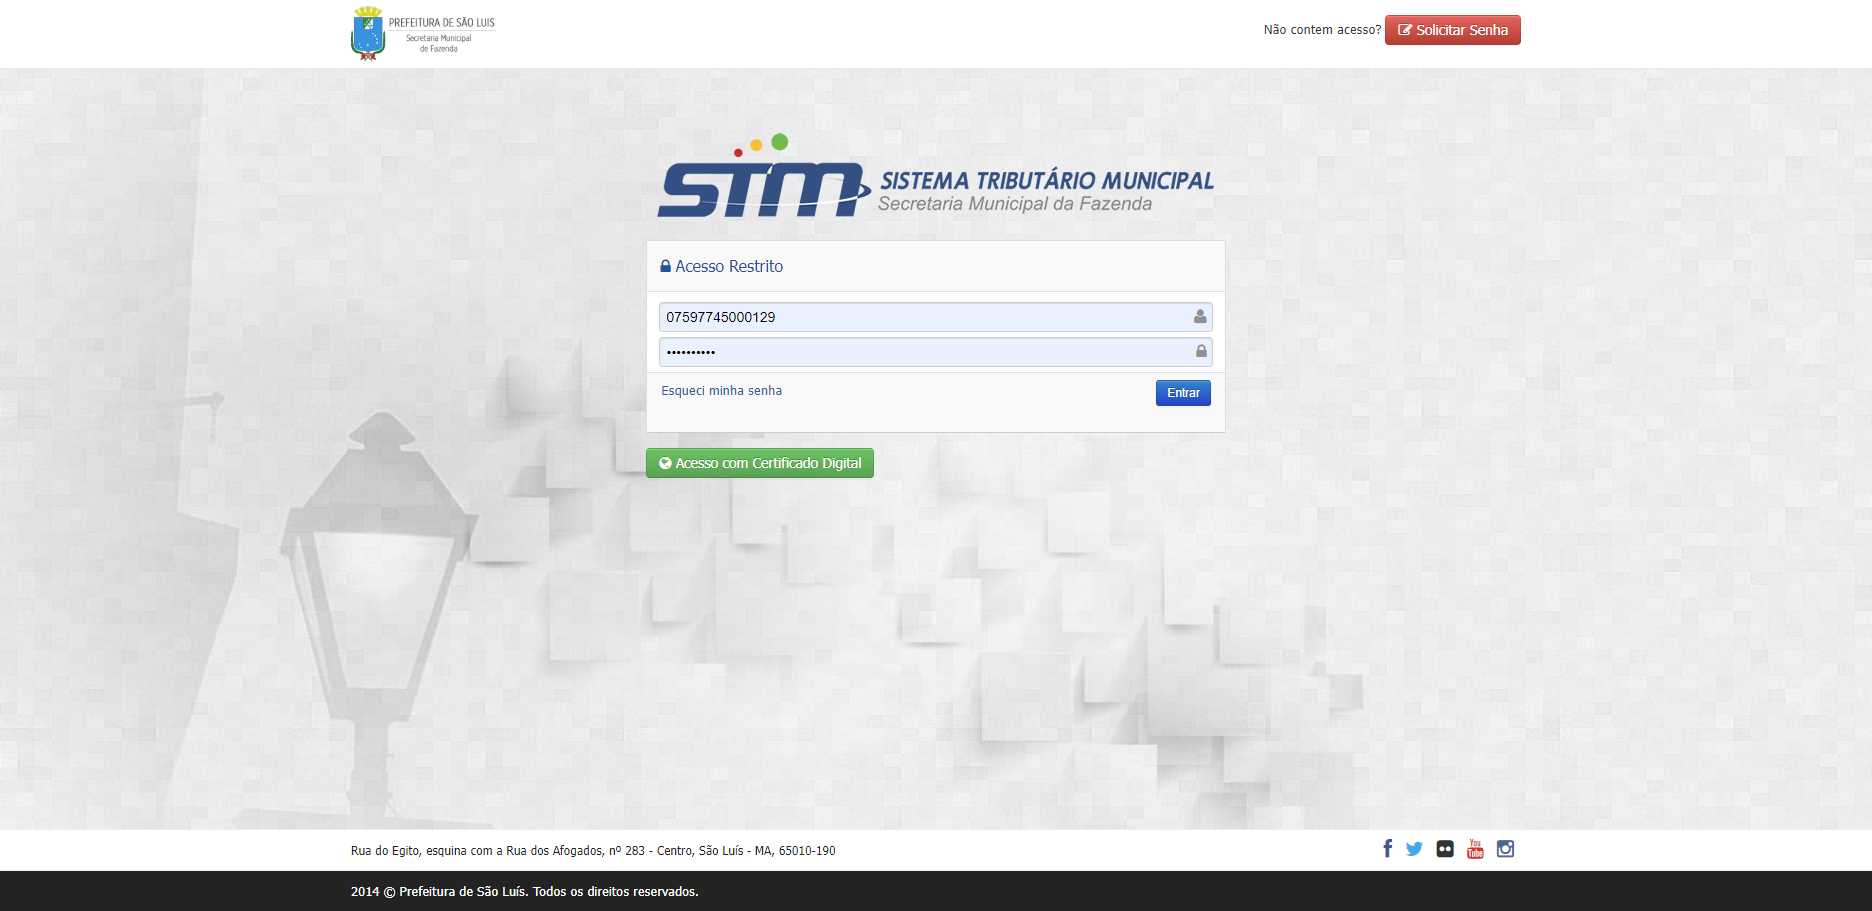 PREFEITURA DE SÃO LUIS
Secretaria Municipal
de Fazenda
Não contem acesso?
Solicitar Senha
STM
SISTEMA TRIBUTÁRIO MUNICIPAL
Secretaria Municipal da Fazenda
Acesso Restrito
07597745000129
••••••••••
Esqueci minha senha
Entrar
Acesso com Certificado Digital
Rua do Egito, esquina com a Rua dos Afogados, nº 283 - Centro, São Luís - MA, 65010-190
You
Tube
2014 © Prefeitura de São Luís. Todos os direitos reservados.